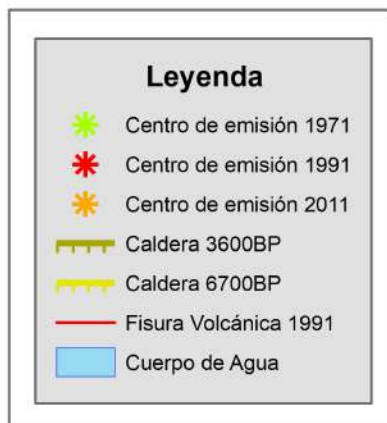 Leyenda
Centro de emisión 1971
Centro de emisión 1991
Centro de emisión 2011
Caldera 3600BP
Caldera 6700BP
Fisura Volcánica 1991
Cuerpo de Agua